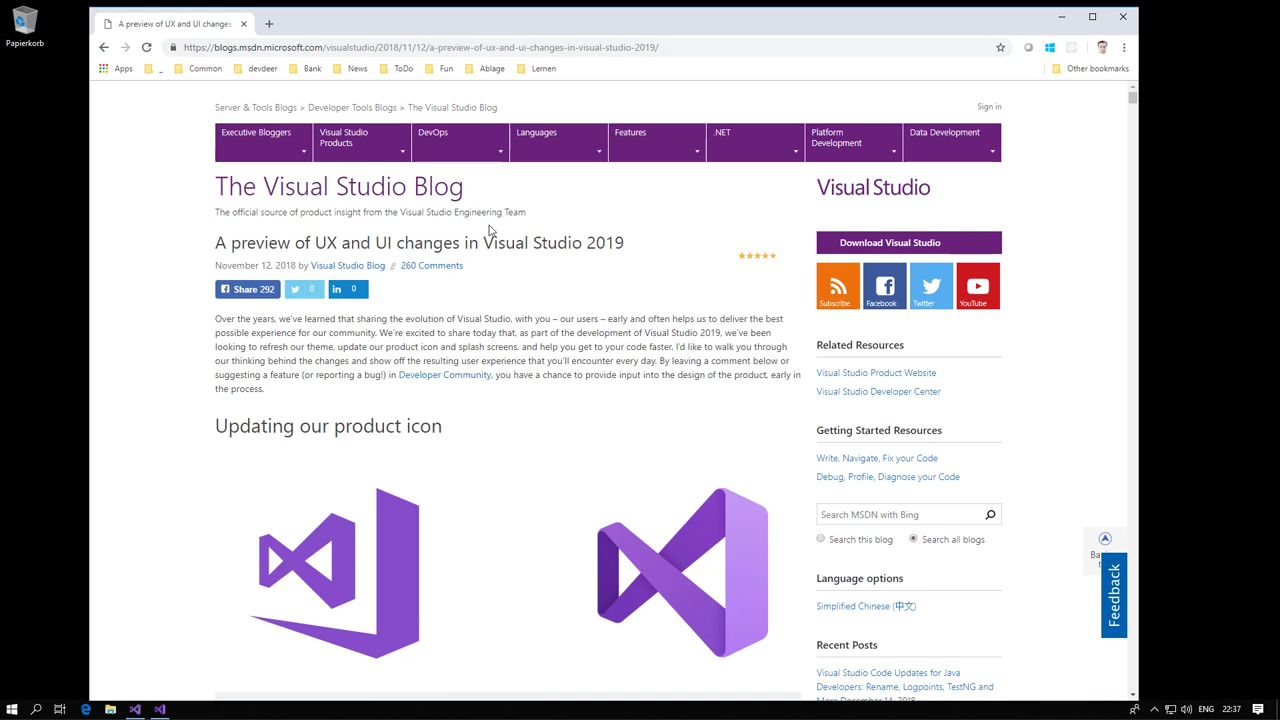 Papierkorb
A preview of UX and UI changes
https://blogs.msdn.microsoft.com/visualstudio/2018/11/12/a-preview-of-ux-and-ui-changes-in-visual-studio-2019/
Apps _ Common devdeer Bank News ToDo Fun Ablage Lernen Other bookmarks
Server & Tools Blogs > Developer Tools Blogs > The Visual Studio Blog
Sign in
Executive Bloggers
Visual Studio
Products
DevOps
Languages
Features
.NET
Platform
Development
Data Development
The Visual Studio Blog
The official source of product insight from the Visual Studio Engineering Team
A preview of UX and UI changes in Visual Studio 2019
November 12, 2018 by Visual Studio Blog // 260 Comments
Share 292
0
in 0
Over the years, we've learned that sharing the evolution of Visual Studio, with you – our users – early and often helps us to deliver the best
possible experience for our community. We're excited to share today that, as part of the development of Visual Studio 2019, we've been
looking to refresh our theme, update our product icon and splash screens, and help you get to your code faster. I'd like to walk you through
our thinking behind the changes and show off the resulting user experience that you'll encounter every day. By leaving a comment below or
suggesting a feature (or reporting a bug!) in Developer Community, you have a chance to provide input into the design of the product, early in
the process.
Updating our product icon
Visual Studio
Download Visual Studio
Subscribe
Facebook
Twitter
YouTube
Related Resources
Visual Studio Product Website
Visual Studio Developer Center
Getting Started Resources
Write, Navigate, Fix your Code
Debug, Profile, Diagnose your Code
Search MSDN with Bing
Search this blog
Search all blogs
Language options
Simplified Chinese (中文)
Recent Posts
Visual Studio Code Updates for Java
Developers: Rename, Logpoints, TestNG and
More December 14, 2018
Feedback
ENG 22:37